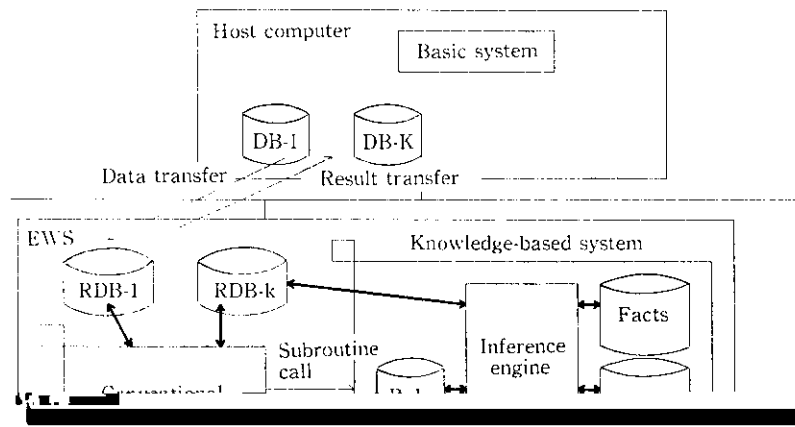 Host computer
Basic system
DB-1
DB-K
Data transfer
Result transfer
EWS
Knowledge-based system
RDB-1
RDB-k
Facts
Subroutine
call
Inference
engine